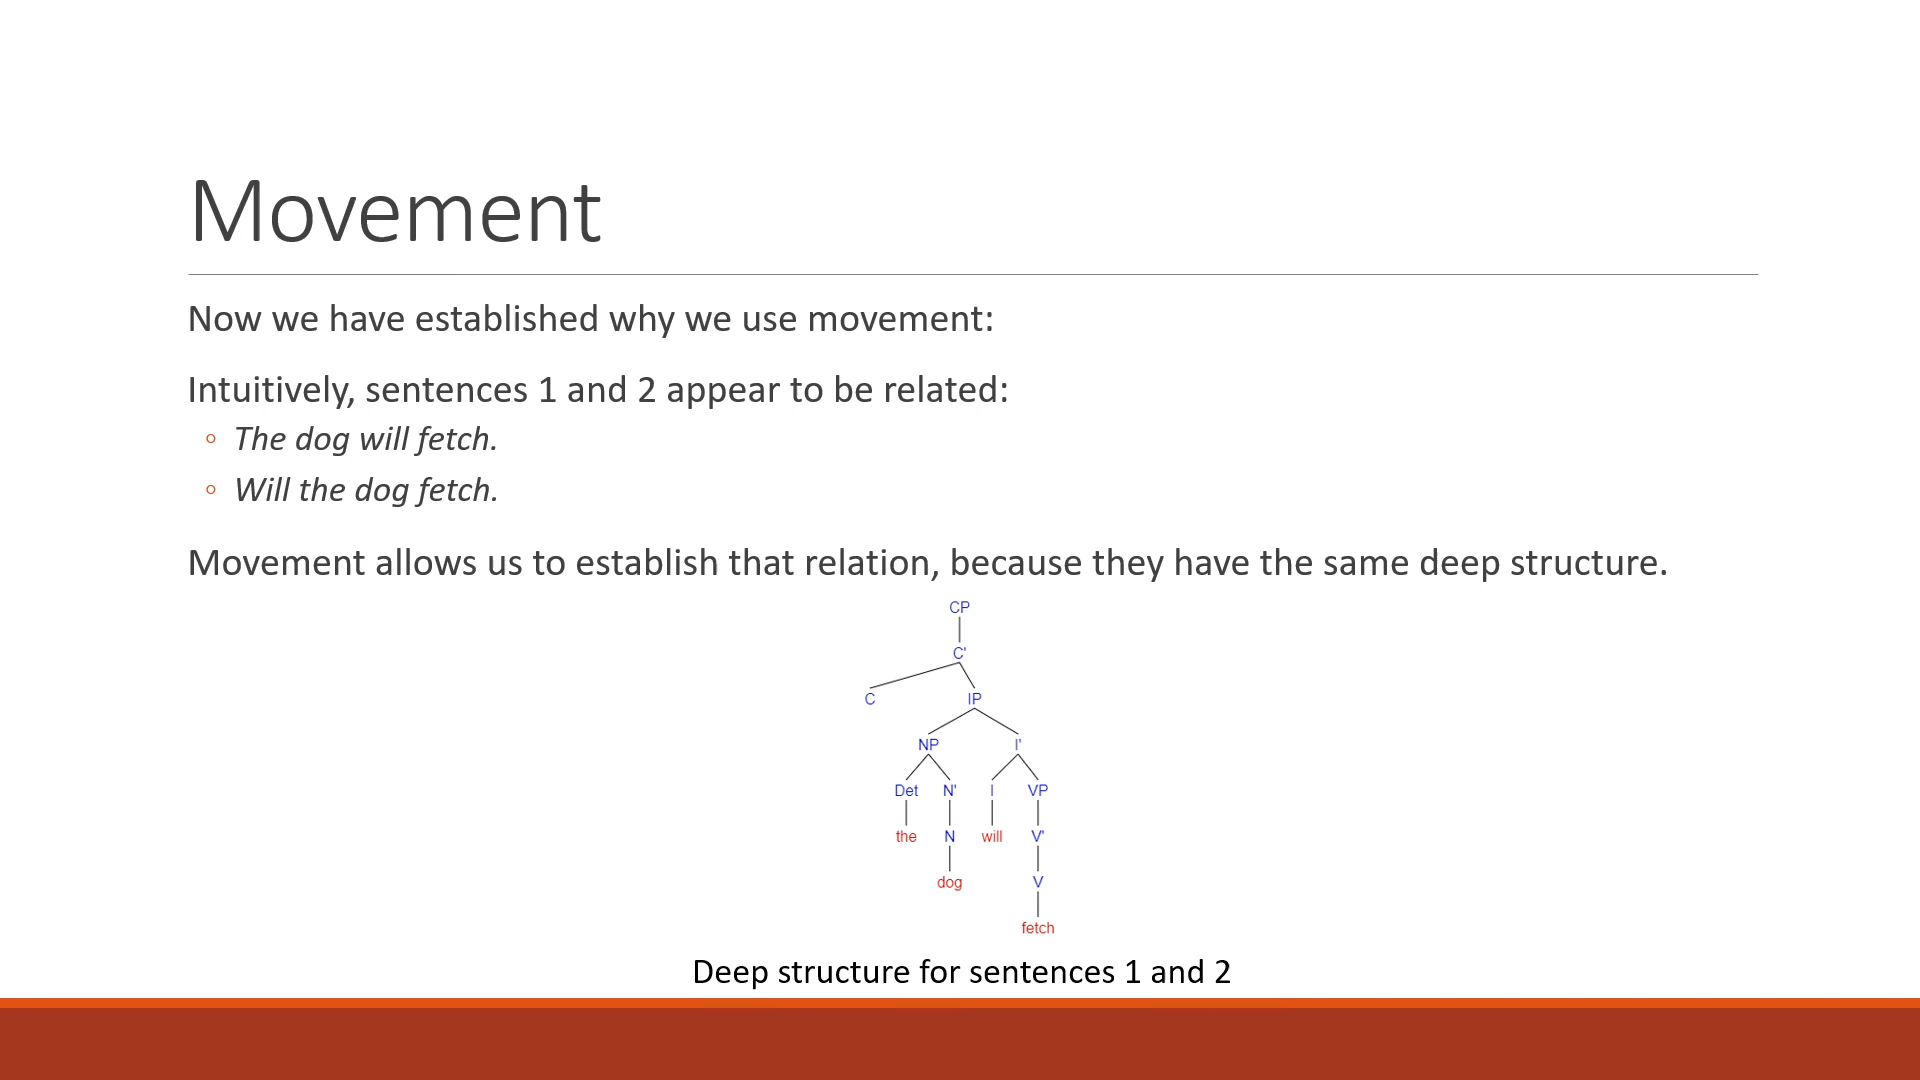 Movement
Now we have established why we use movement:
Intuitively, sentences 1 and 2 appear to be related:
◦ The dog will fetch.
◦ Will the dog fetch.
Movement allows us to establish that relation, because they have the same deep structure.
CP
C'
C IP
NP I'
Det N' I VP
the N will V'
dog V
fetch
Deep structure for sentences 1 and 2